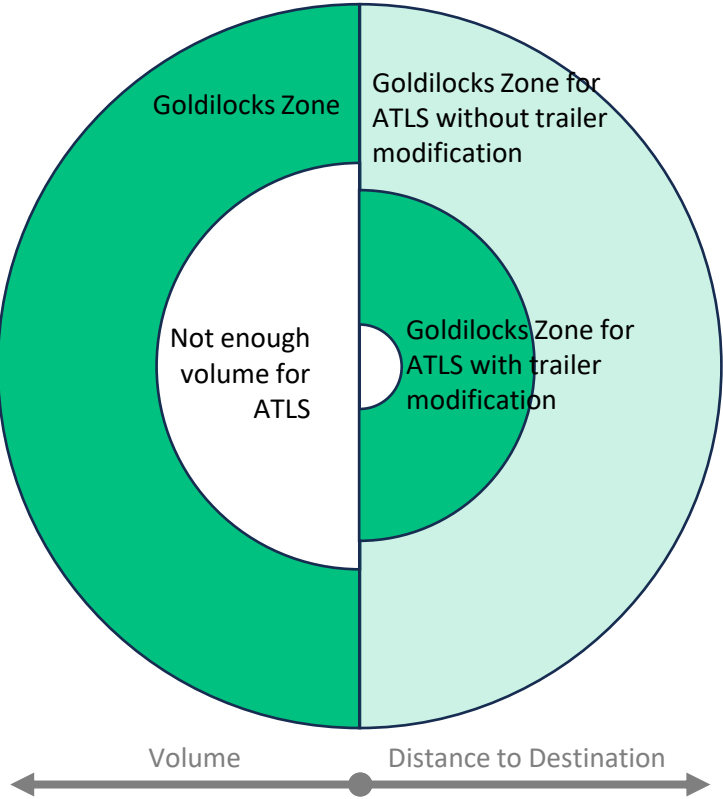 Goldilocks Zone
Goldilocks Zone for
ATLS without trailer
modification
Not enough
volume for
ATLS
Goldilocks Zone for
ATLS with trailer
modification
Volume
Distance to Destination